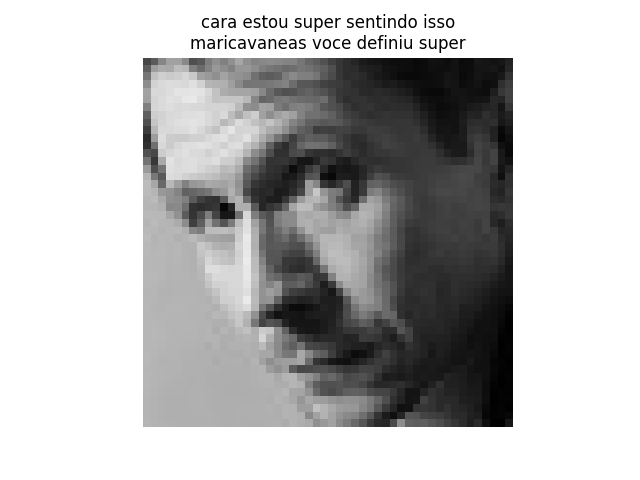 cara estou super sentindo isso
maricavaneas voce definiu super